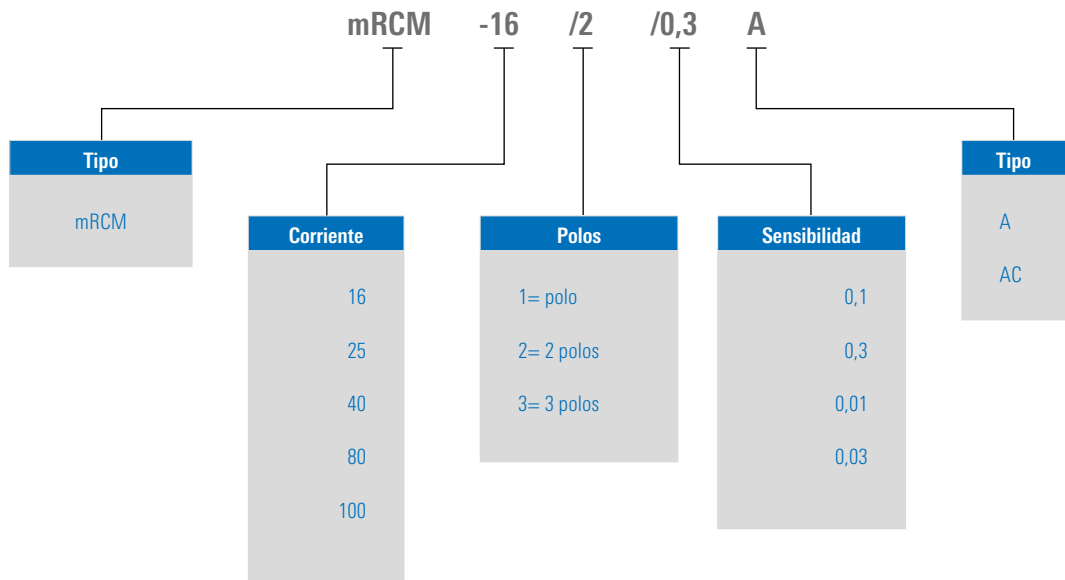 mRCM -16 /2 /0,3 A
Tipo
mRCM
Corriente
16
25
40
80
100
Polos
1= polo
2= 2 polos
3= 3 polos
Sensibilidad
0,1
0,3
0,01
0,03
Tipo
A
AC